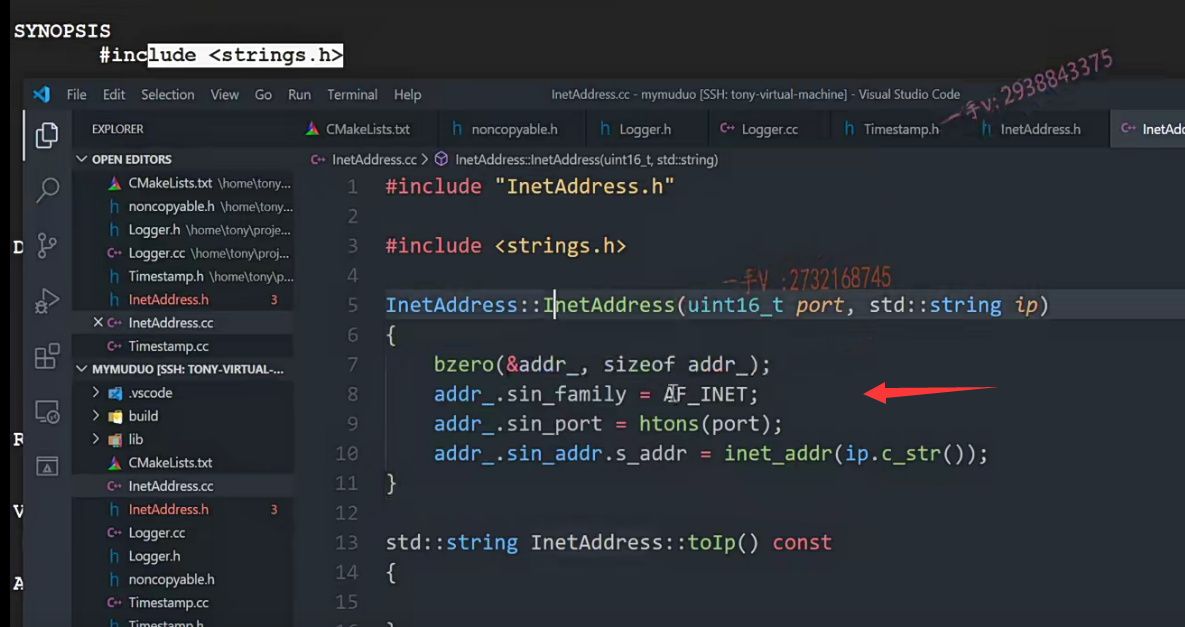 SYNOPSIS
#include <strings.h>
File Edit Selection View Go Run Terminal Help
InetAddress.cc - mymuduo [SSH: tony-virtual-machine] - Visual Studio Code
一手V: 2938843375
EXPLORER
CMakeLists.txt noncopyable.h Logger.h Logger.cc Timestamp.h InetAddress.h InetAdd
OPEN EDITORS
InetAddress.cc > InetAddress::InetAddress(uint16_t, std::string)
CMakeLists.txt \home\tony...
noncopyable.h \home\tony...
Logger.h \home\tony\proje...
Logger.cc \home\tony\proj...
Timestamp.h \home\tony\p...
InetAddress.h 3
InetAddress.cc
Timestamp.cc
MYMUDUO [SSH: TONY-VIRTUAL-...
.vscode
build
lib
CMakeLists.txt
InetAddress.cc
InetAddress.h 3
Logger.cc
Logger.h
noncopyable.h
Timestamp.cc
Timestamp.h
1 #include "InetAddress.h"
2
3 #include <strings.h>
4
一手V :2732168745
5 InetAddress::InetAddress(uint16_t port, std::string ip)
6 {
7 bzero(&addr_, sizeof addr_);
8 addr_.sin_family = AF_INET;
9 addr_.sin_port = htons(port);
10 addr_.sin_addr.s_addr = inet_addr(ip.c_str());
11 }
12
13 std::string InetAddress::toIp() const
14 {
15